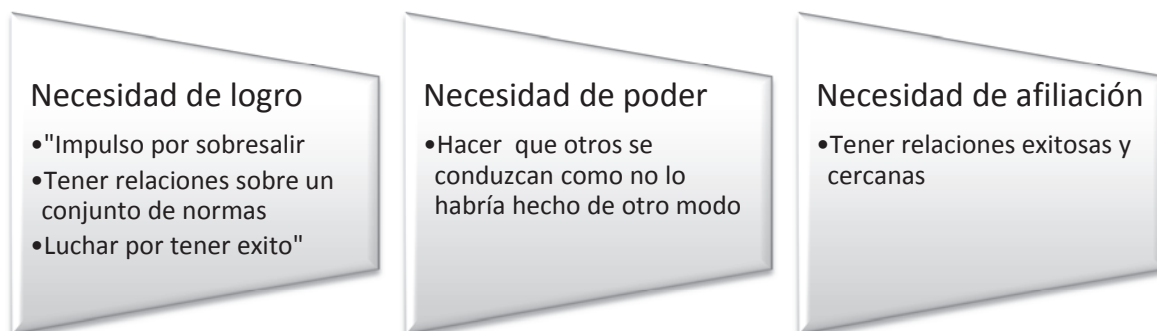 Necesidad de logro
•"Impulso por sobresalir
•Tener relaciones sobre un
conjunto de normas
•Luchar por tener exito"
Necesidad de poder
•Hacer que otros se
conduzcan como no lo
habría hecho de otro modo
Necesidad de afiliación
•Tener relaciones exitosas y
cercanas